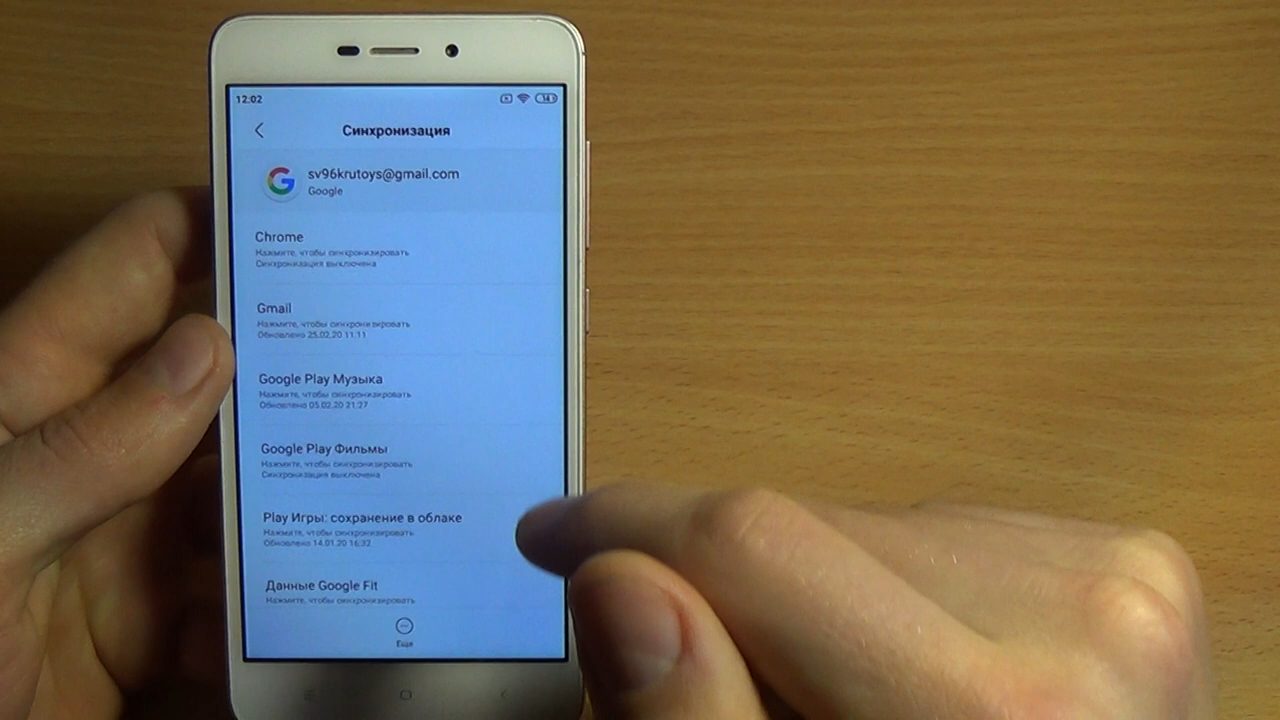 12:02
14
Синхронизация
sv96krutoys@gmail.com
Google
Chrome
Нажмите, чтобы синхронизировать
Синхронизация выключена
Gmail
Нажмите, чтобы синхронизировать
Обновлено 25.02.20 11:11
Google Play Музыка
Нажмите, чтобы синхронизировать
Обновлено 05.02.20 21:27
Google Play Фильмы
Нажмите, чтобы синхронизировать
Синхронизация выключена
Play Игры: сохранение в облаке
Нажмите, чтобы синхронизировать
Обновлено 14.01.20 16:32
Данные Google Fit
Нажмите, чтобы синхронизировать
Еще